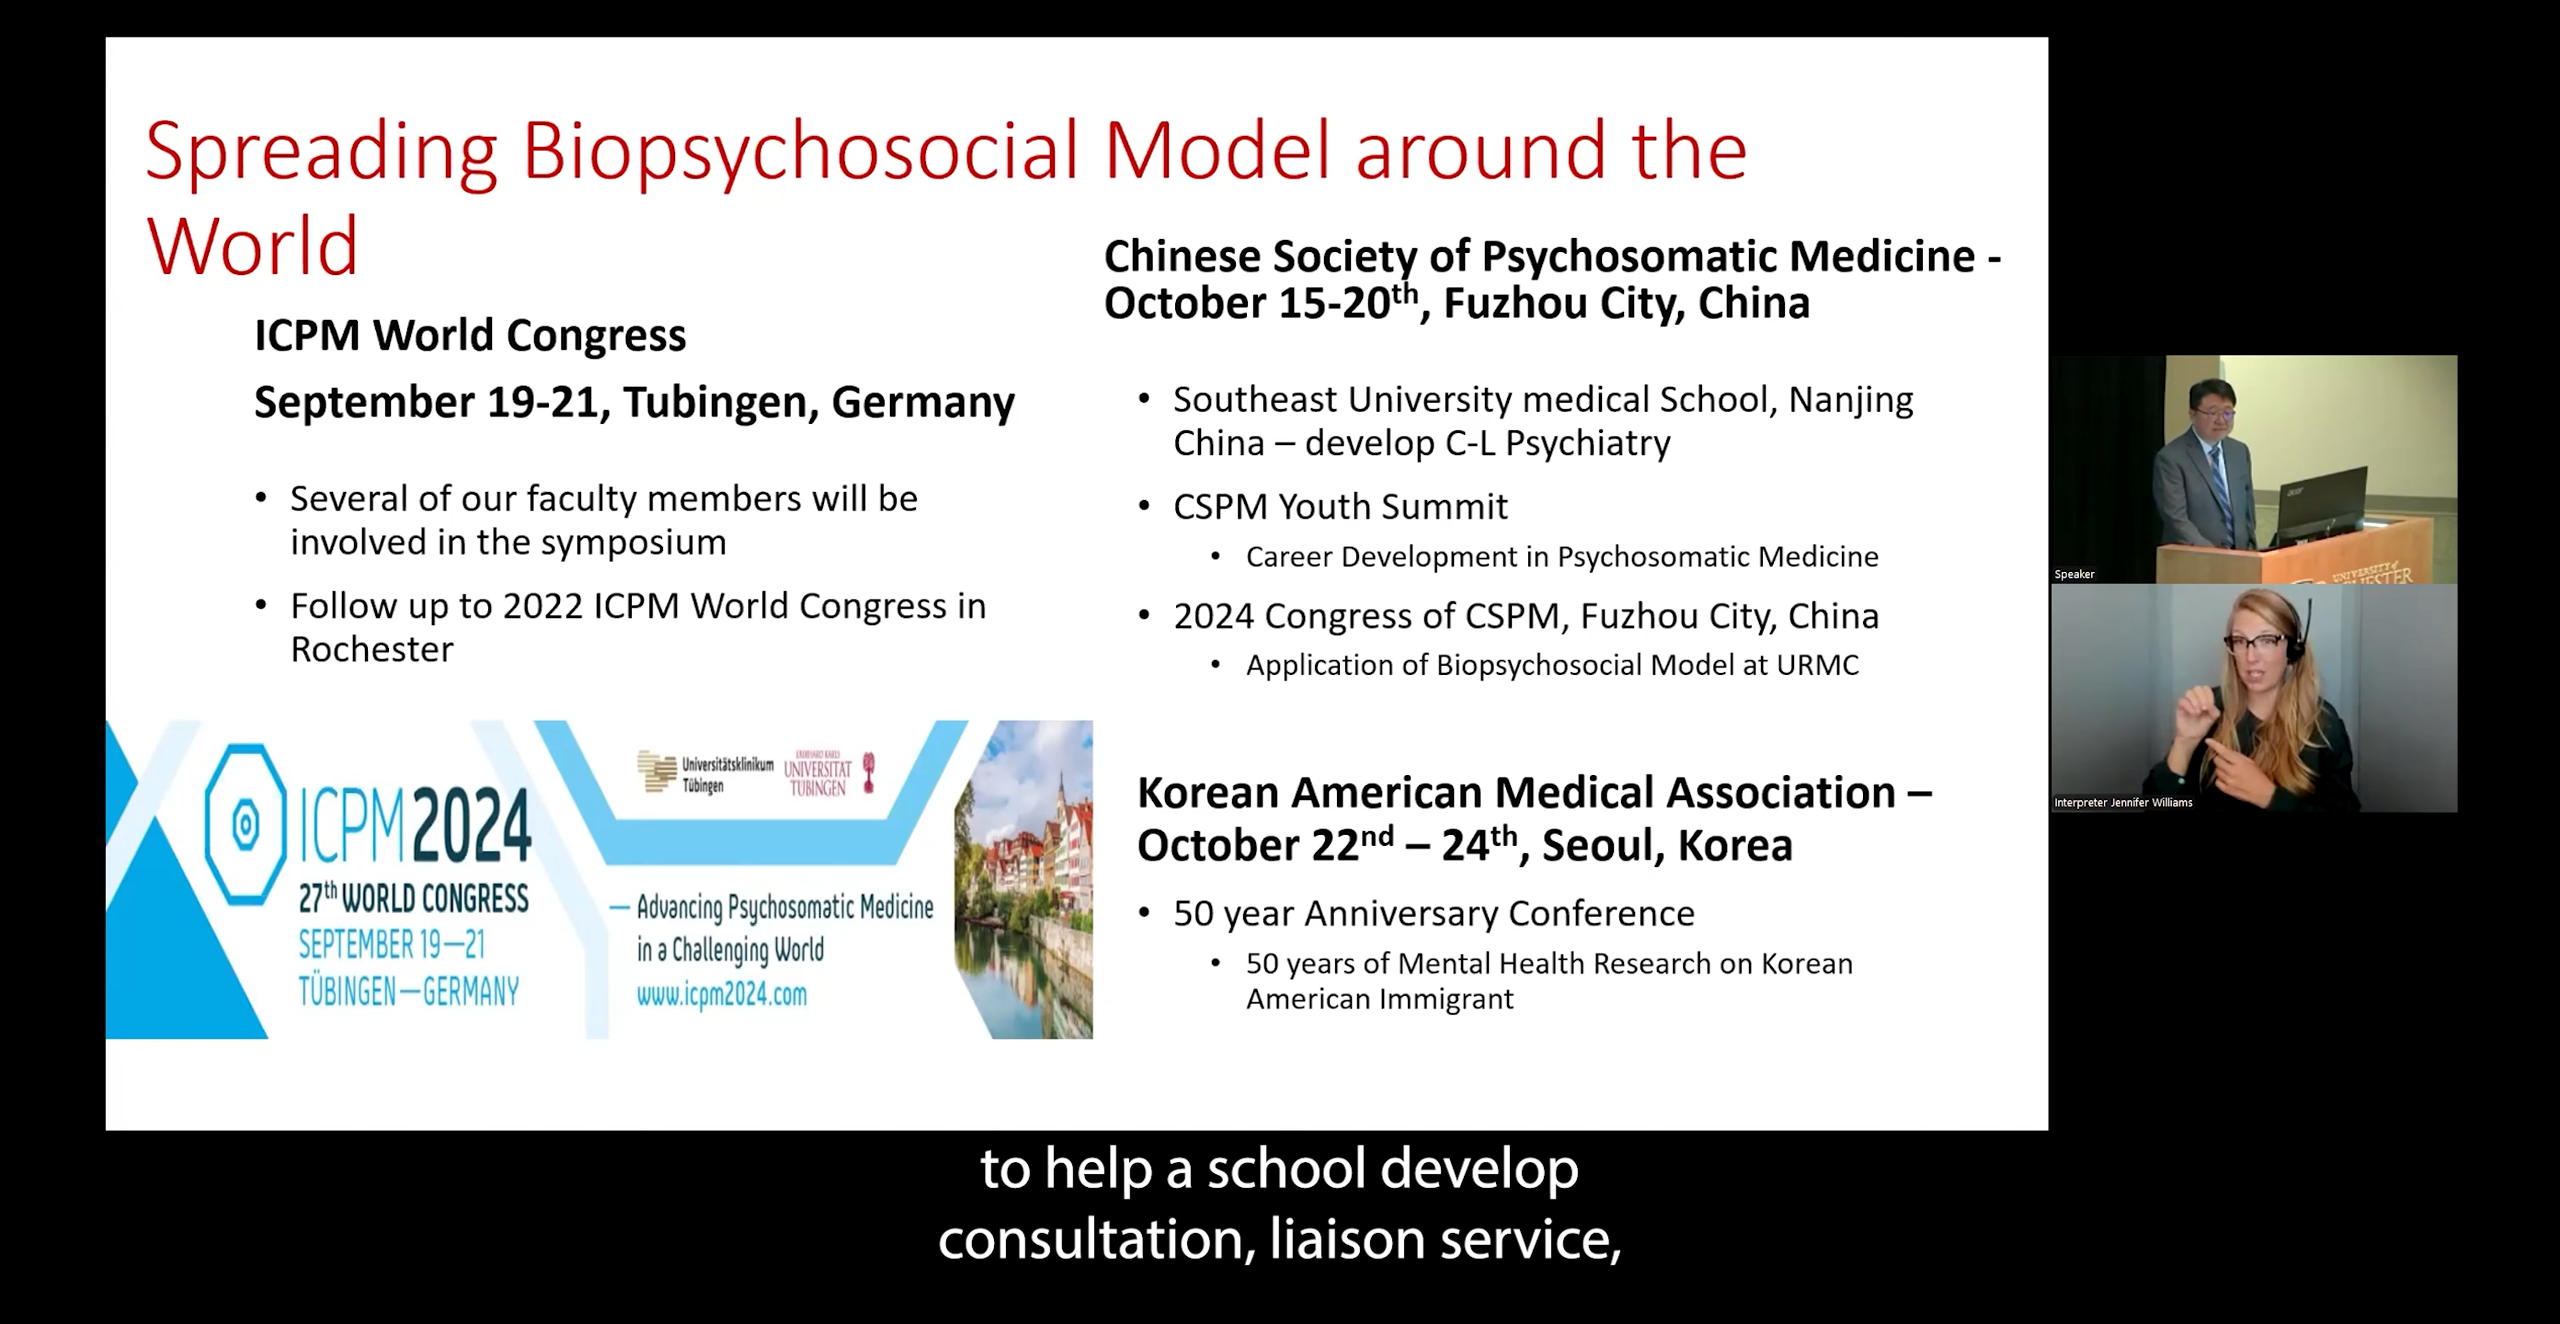 Spreading Biopsychosocial Model around the
World
ICPM World Congress
September 19-21, Tubingen, Germany
• Several of our faculty members will be
involved in the symposium
• Follow up to 2022 ICPM World Congress in
Rochester
ICPM 2024
27th WORLD CONGRESS
SEPTEMBER 19—21
TÜBINGEN—GERMANY
Universitätsklinikum
Tübingen
EBERHARD KARLS
UNIVERSITÄT
TÜBINGEN
— Advancing Psychosomatic Medicine
in a Challenging World
www.icpm2024.com
Chinese Society of Psychosomatic Medicine -
October 15-20th, Fuzhou City, China
• Southeast University medical School, Nanjing
China – develop C-L Psychiatry
• CSPM Youth Summit
• Career Development in Psychosomatic Medicine
• 2024 Congress of CSPM, Fuzhou City, China
• Application of Biopsychosocial Model at URMC
Korean American Medical Association –
October 22nd – 24th, Seoul, Korea
• 50 year Anniversary Conference
• 50 years of Mental Health Research on Korean
American Immigrant
acer
UNIVERSITY of
Speaker
Interpreter Jennifer Williams
to help a school develop
consultation, liaison service,